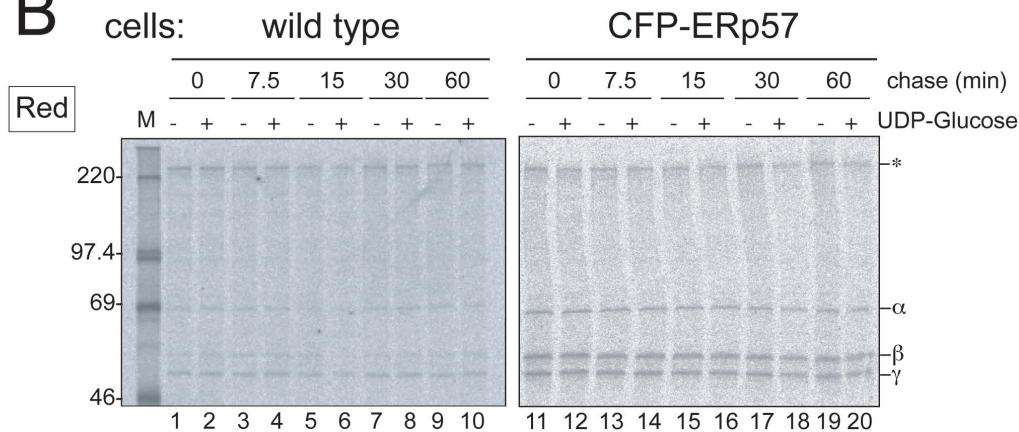 B
cells: wild type CFP-ERp57
0 7.5 15 30 60 0 7.5 15 30 60 chase (min)
Red
M - + - + - + - + - + - + - + - + - + - + UDP-Glucose
*
220-
97.4-
69-
α
β
γ
46-
1 2 3 4 5 6 7 8 9 10 11 12 13 14 15 16 17 18 19 20